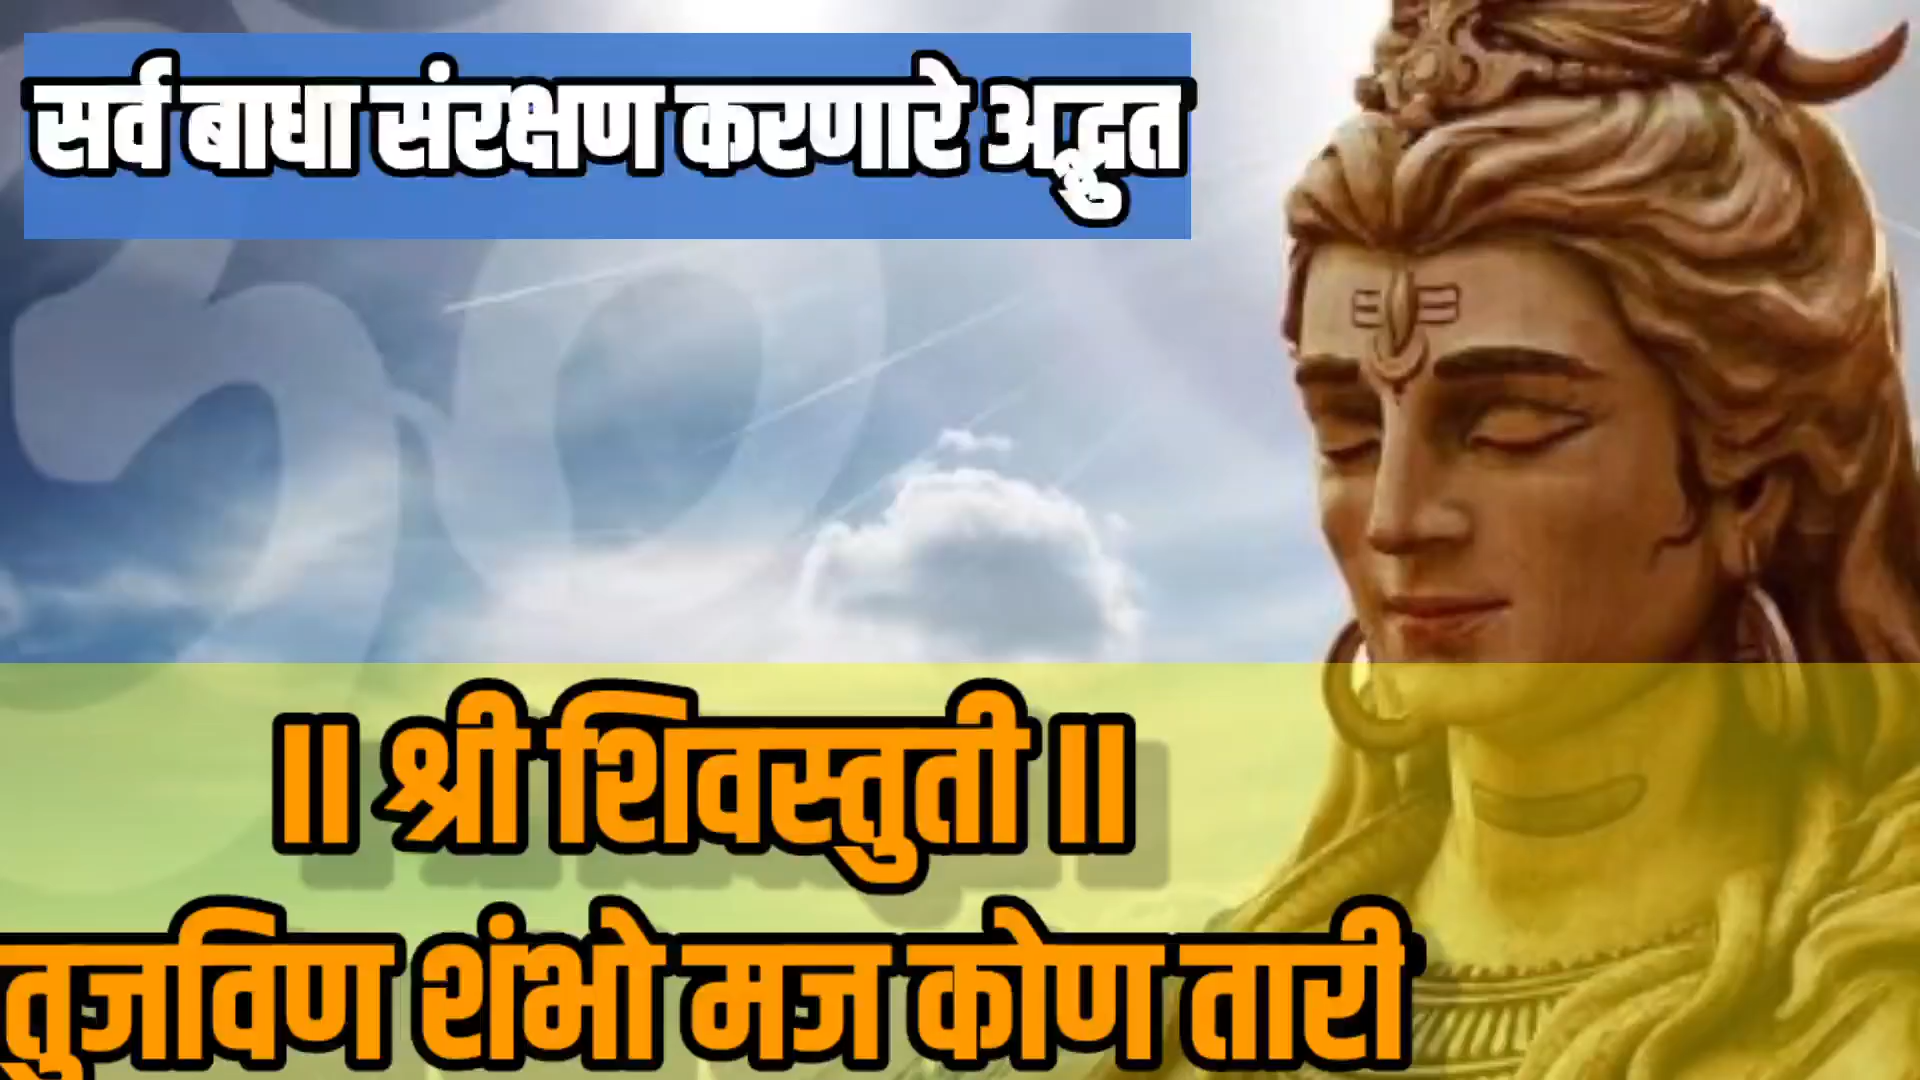 सर्व बाधा संरक्षण करणारे अद्भुत
॥ श्री शिवस्तुती ॥
तुजविण शंभो मज कोण तारी